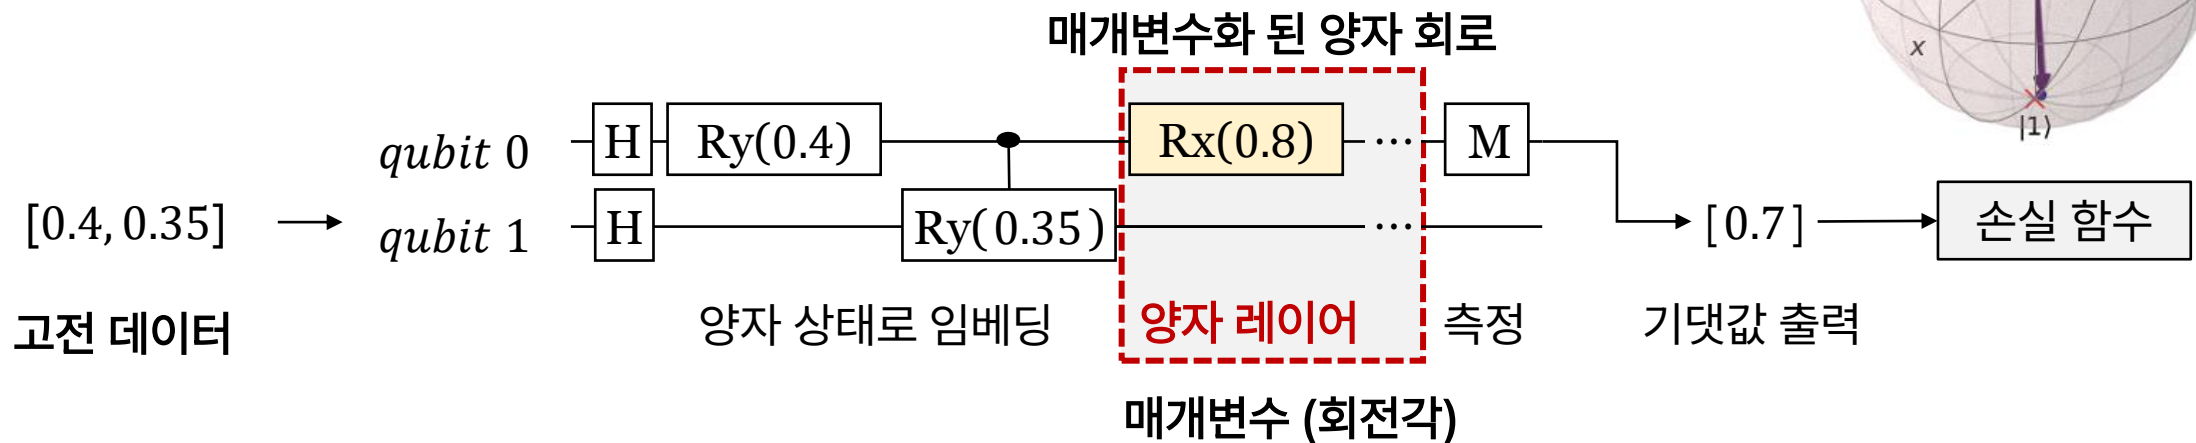 매개변수화 된 양자 회로
x
|1⟩
qubit 0 H Ry(0.4) Rx(0.8) ··· M
[0.4, 0.35] qubit 1 H Ry(0.35) ··· [0.7] 손실 함수
고전 데이터 양자 상태로 임베딩 양자 레이어 측정 기댓값 출력
매개변수 (회전각)